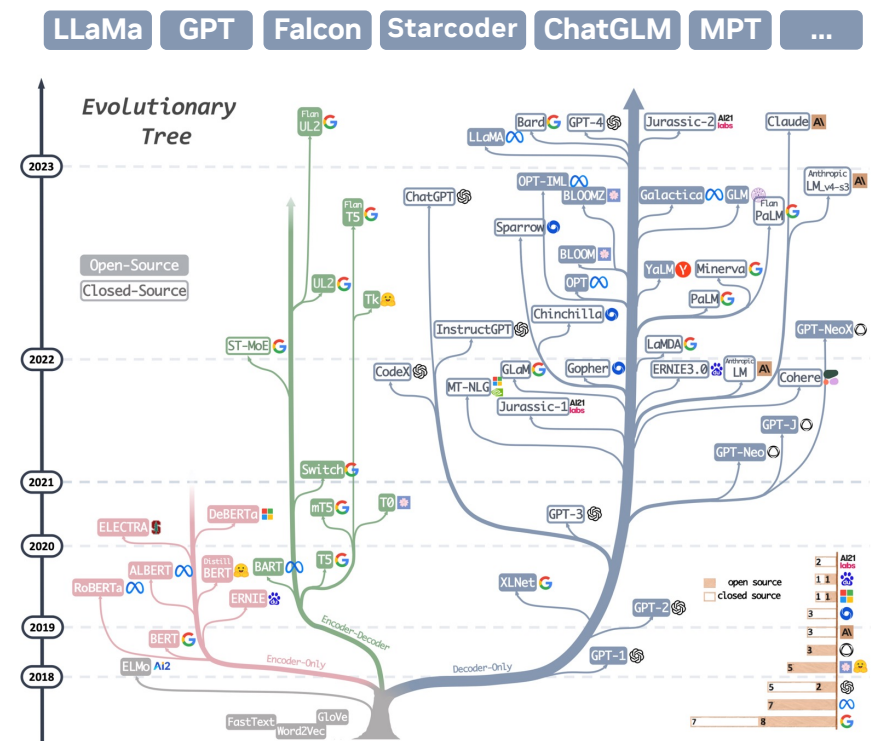 LLaMa GPT Falcon Starcoder ChatGLM MPT ...
Evolutionary
Tree
2023
2022
2021
2020
2019
2018
Open-Source
Closed-Source
Flan
UL2
Flan
T5
UL2
Tk
ST-MoE
Switch
mT5
T0
BART
T5
Encoder-Decoder
ELECTRA
DeBERTa
ALBERT
Distill
BERT
RoBERTa
ERNIE
BERT
Encoder-Only
ELMo AI2
FastText
GloVe
Word2Vec
Decoder-Only
Bard
GPT-4
Jurassic-2 AI21
labs
Claude A\
LLaMA
Anthropic
LM_v4-s3 A\
OPT-IML
BLOOMZ
Galactica
GLM
Flan
PaLM
ChatGPT
Sparrow
BLOOM
YaLM Y
Minerva
OPT
PaLM
Chinchilla
InstructGPT
GPT-NeoX
LaMDA
CodeX
GLaM
Gopher
ERNIE3.0
Anthropic
LM A\
Cohere
MT-NLG
Jurassic-1 AI21
labs
GPT-J
GPT-Neo
GPT-3
XLNet
GPT-2
GPT-1
open source
closed source
2 AI21
labs
1 1
1 1
3
3 A\
3
5
5 2
7
7 8